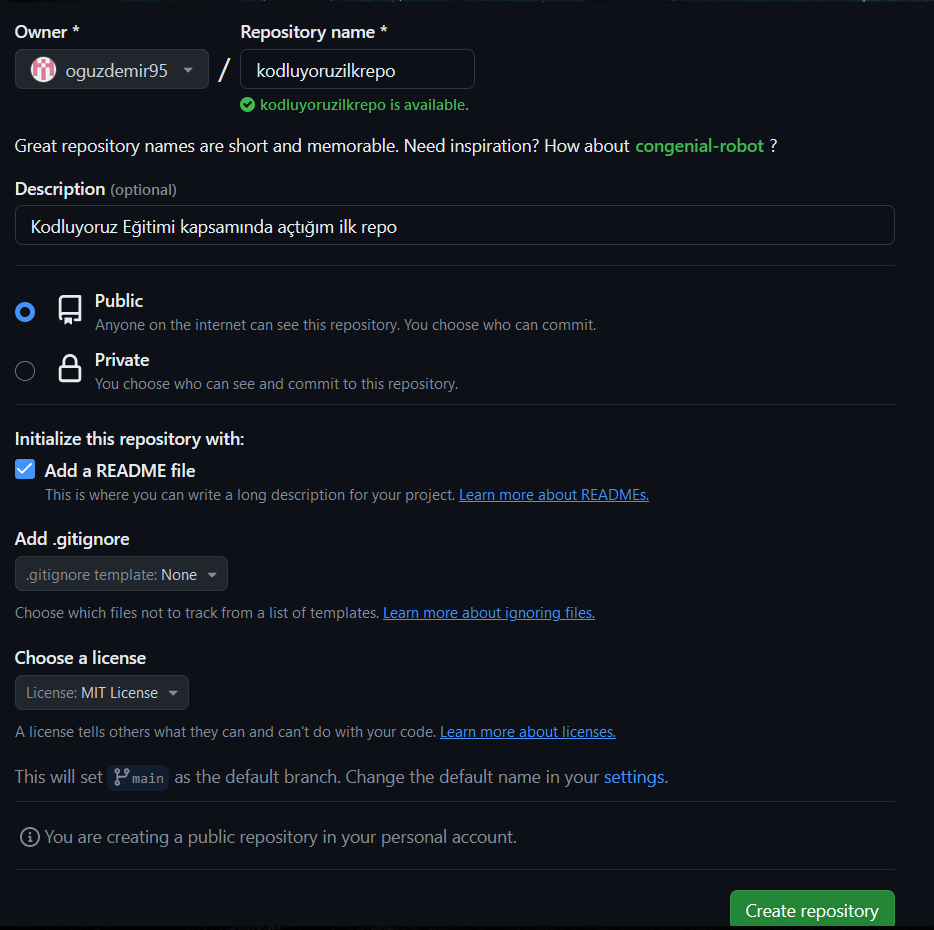 Owner * Repository name *
oguzdemir95 / kodluyoruzilkrepo
kodluyoruzilkrepo is available.
Great repository names are short and memorable. Need inspiration? How about congenial-robot ?
Description (optional)
Kodluyoruz Eğitimi kapsamında açtığım ilk repo
Public
Anyone on the internet can see this repository. You choose who can commit.
Private
You choose who can see and commit to this repository.
Initialize this repository with:
Add a README file
This is where you can write a long description for your project. Learn more about READMEs.
Add .gitignore
.gitignore template: None
Choose which files not to track from a list of templates. Learn more about ignoring files.
Choose a license
License: MIT License
A license tells others what they can and can't do with your code. Learn more about licenses.
This will set main as the default branch. Change the default name in your settings.
You are creating a public repository in your personal account.
Create repository